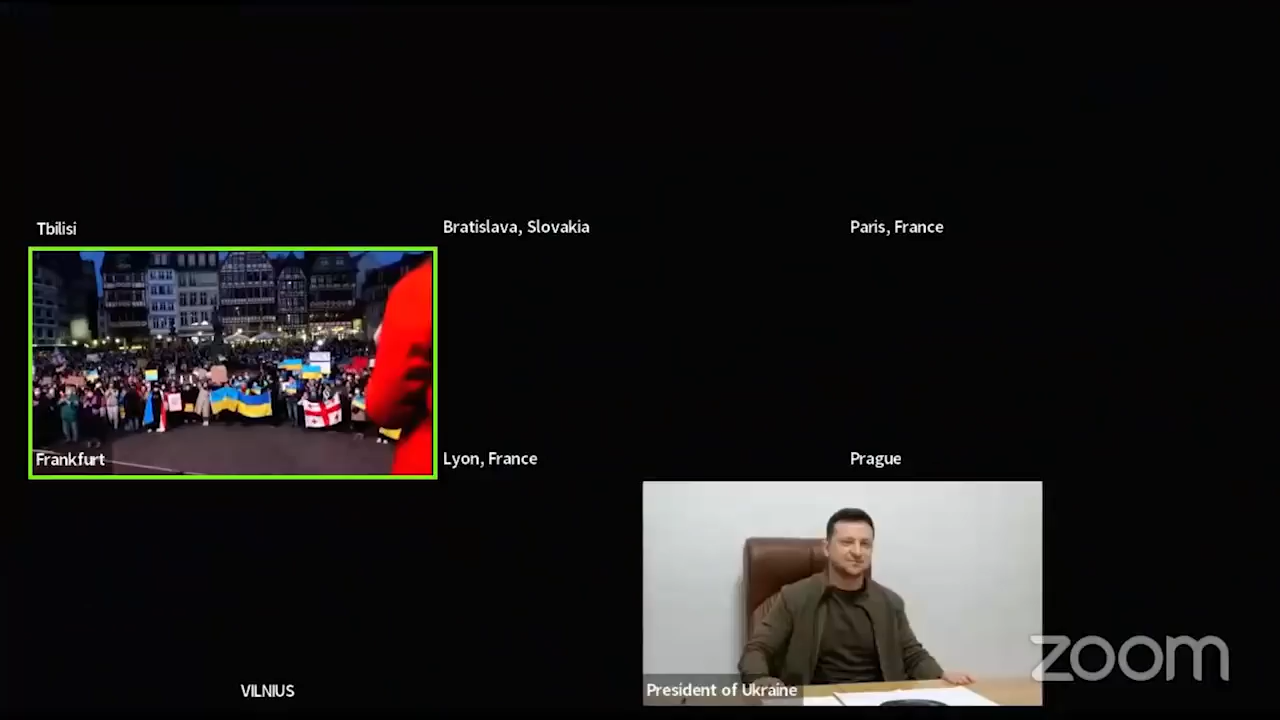 Tbilisi
Bratislava, Slovakia
Paris, France
Frankfurt
Lyon, France
Prague
VILNIUS
President of Ukraine
zoom